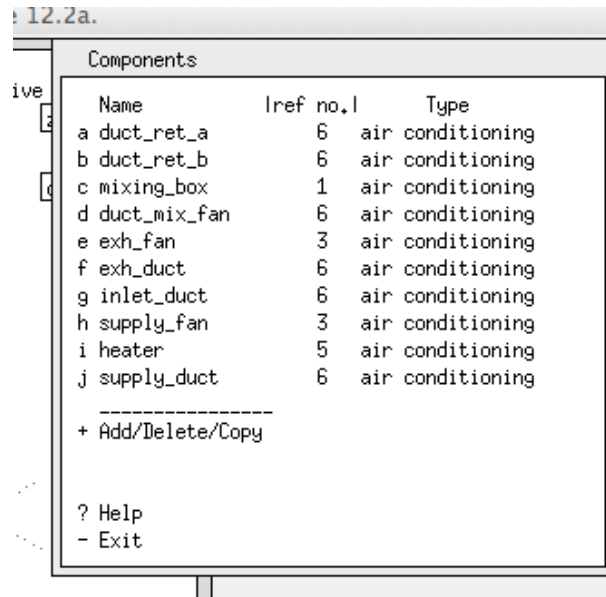 e 12.2a.
Components
ive
Name |ref no.| Type
a duct_ret_a 6 air conditioning
b duct_ret_b 6 air conditioning
c mixing_box 1 air conditioning
d duct_mix_fan 6 air conditioning
e exh_fan 3 air conditioning
f exh_duct 6 air conditioning
g inlet_duct 6 air conditioning
h supply_fan 3 air conditioning
i heater 5 air conditioning
j supply_duct 6 air conditioning
________________
+ Add/Delete/Copy
? Help
- Exit